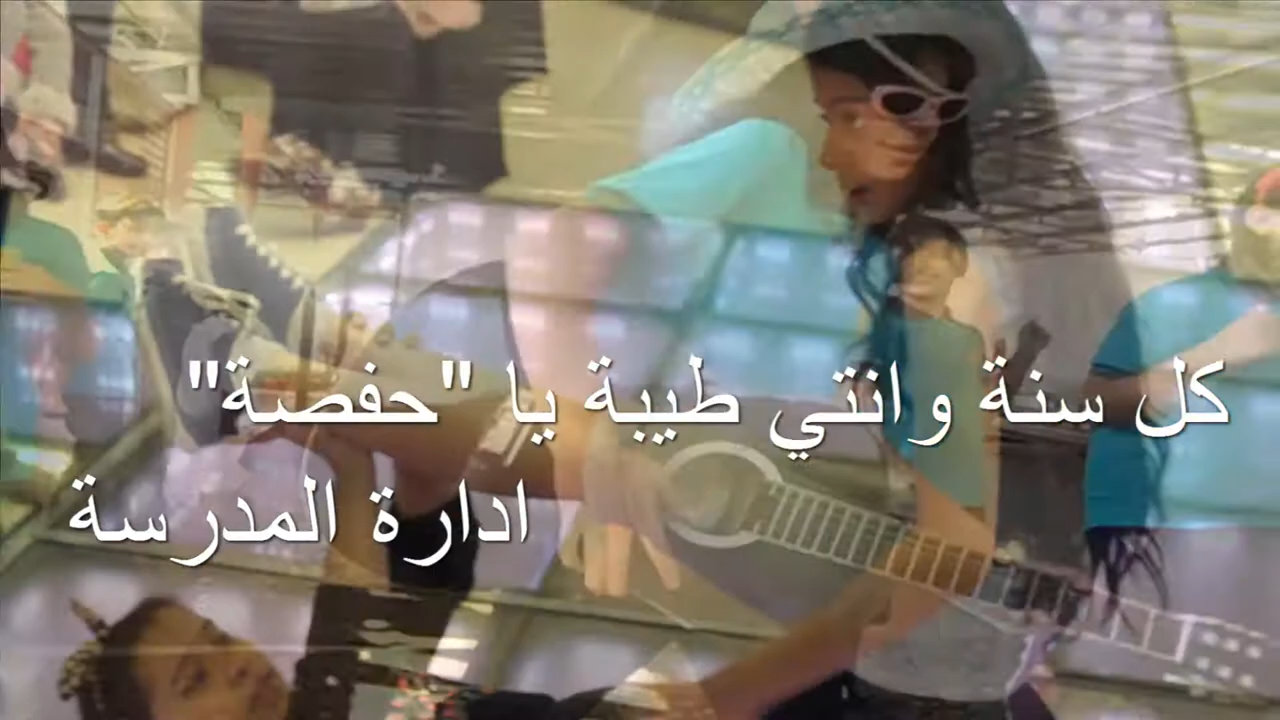 كل سنة وانتي طيبة يا "حفصة"
ادارة المدرسة